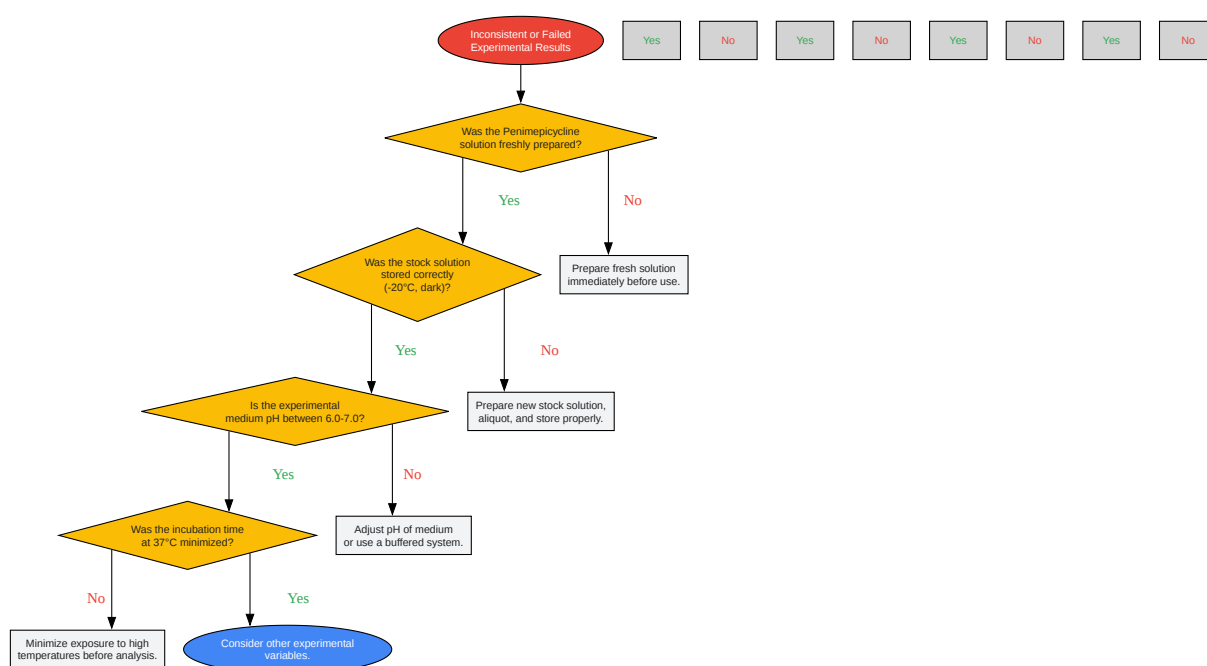 Inconsistent or Failed
Experimental Results
Yes
No
Yes
No
Yes
No
Yes
No
Was the Penimepicycline
solution freshly prepared?
Yes
No
Was the stock solution
stored correctly
(-20°C, dark)?
Prepare fresh solution
immediately before use.
Yes
No
Is the experimental
medium pH between 6.0-7.0?
Prepare new stock solution,
aliquot, and store properly.
Yes
No
Was the incubation time
at 37°C minimized?
Adjust pH of medium
or use a buffered system.
No
Yes
Minimize exposure to high
temperatures before analysis.
Consider other experimental
variables.